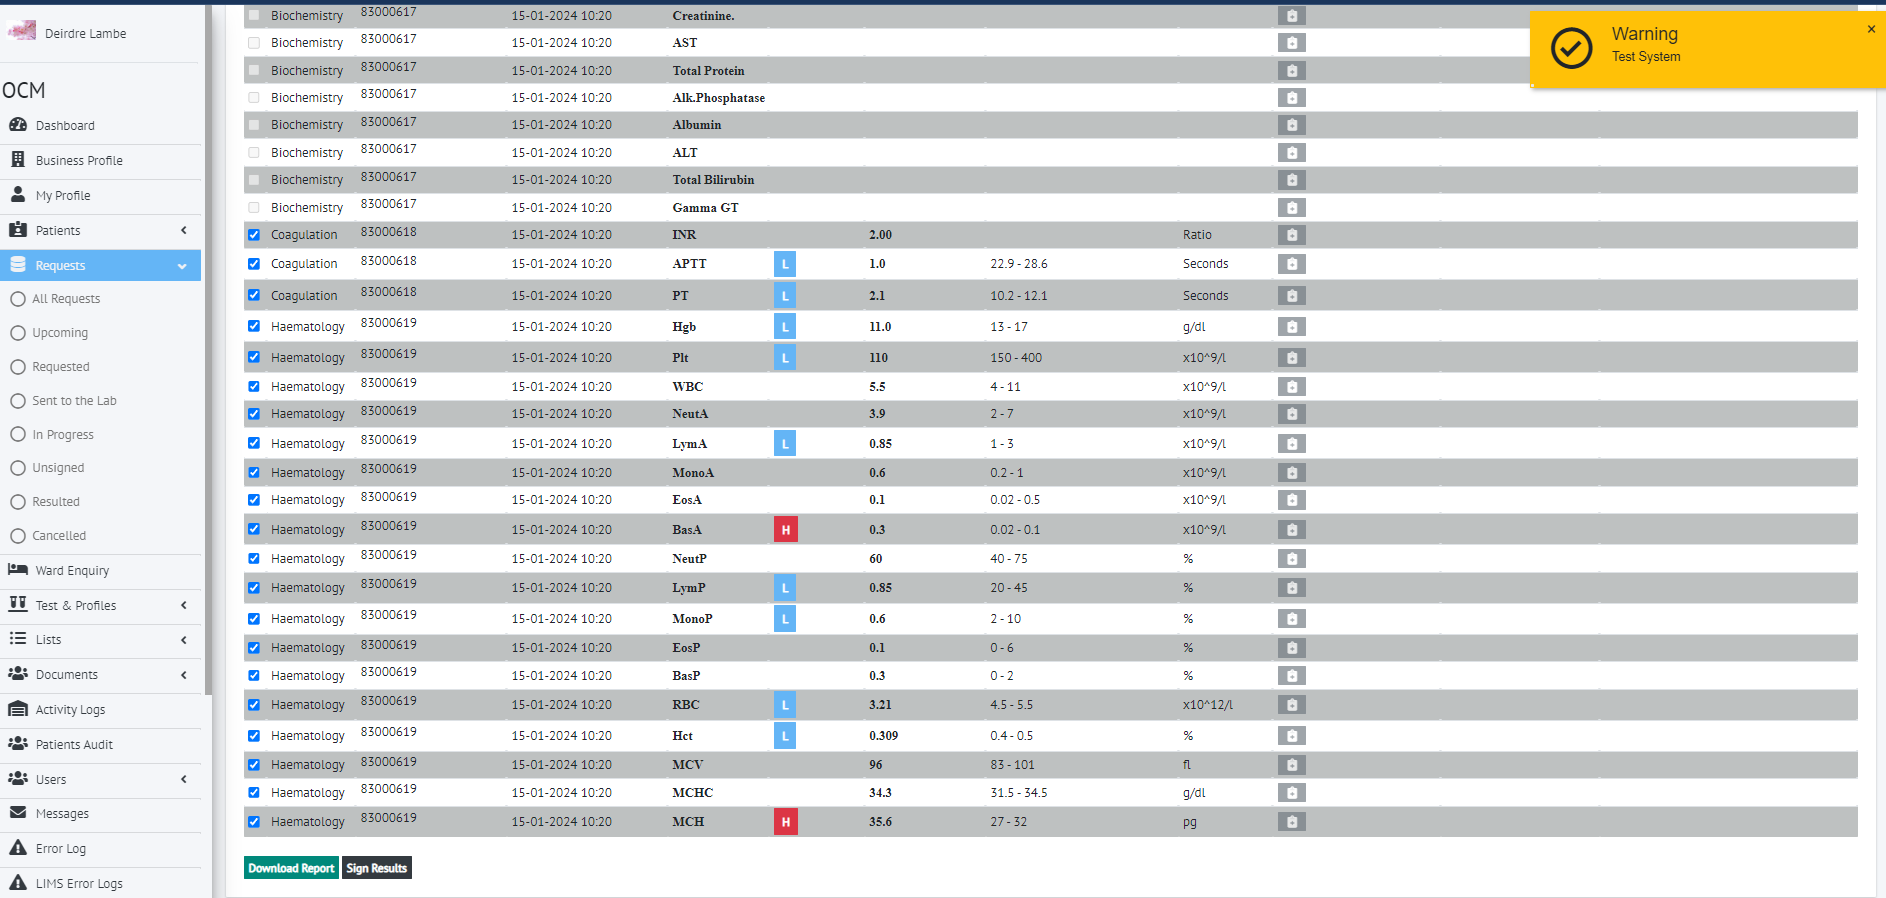 Deirdre Lambe
OCM
Dashboard
Business Profile
My Profile
Patients
Requests
All Requests
Upcoming
Requested
Sent to the Lab
In Progress
Unsigned
Resulted
Cancelled
Ward Enquiry
Test & Profiles
Lists
Documents
Activity Logs
Patients Audit
Users
Messages
Error Log
LIMS Error Logs
Biochemistry 83000617 15-01-2024 10:20 Creatinine.
Biochemistry 83000617 15-01-2024 10:20 AST
Biochemistry 83000617 15-01-2024 10:20 Total Protein
Biochemistry 83000617 15-01-2024 10:20 Alk.Phosphatase
Biochemistry 83000617 15-01-2024 10:20 Albumin
Biochemistry 83000617 15-01-2024 10:20 ALT
Biochemistry 83000617 15-01-2024 10:20 Total Bilirubin
Biochemistry 83000617 15-01-2024 10:20 Gamma GT
Coagulation 83000618 15-01-2024 10:20 INR 2.00 Ratio
Coagulation 83000618 15-01-2024 10:20 APTT L 1.0 22.9 - 28.6 Seconds
Coagulation 83000618 15-01-2024 10:20 PT L 2.1 10.2 - 12.1 Seconds
Haematology 83000619 15-01-2024 10:20 Hgb L 11.0 13 - 17 g/dl
Haematology 83000619 15-01-2024 10:20 Plt L 110 150 - 400 x10^9/l
Haematology 83000619 15-01-2024 10:20 WBC 5.5 4 - 11 x10^9/l
Haematology 83000619 15-01-2024 10:20 NeutA 3.9 2 - 7 x10^9/l
Haematology 83000619 15-01-2024 10:20 LymA L 0.85 1 - 3 x10^9/l
Haematology 83000619 15-01-2024 10:20 MonoA 0.6 0.2 - 1 x10^9/l
Haematology 83000619 15-01-2024 10:20 EosA 0.1 0.02 - 0.5 x10^9/l
Haematology 83000619 15-01-2024 10:20 BasA H 0.3 0.02 - 0.1 x10^9/l
Haematology 83000619 15-01-2024 10:20 NeutP 60 40 - 75 %
Haematology 83000619 15-01-2024 10:20 LymP L 0.85 20 - 45 %
Haematology 83000619 15-01-2024 10:20 MonoP L 0.6 2 - 10 %
Haematology 83000619 15-01-2024 10:20 EosP 0.1 0 - 6 %
Haematology 83000619 15-01-2024 10:20 BasP 0.3 0 - 2 %
Haematology 83000619 15-01-2024 10:20 RBC L 3.21 4.5 - 5.5 x10^12/l
Haematology 83000619 15-01-2024 10:20 Hct L 0.309 0.4 - 0.5 %
Haematology 83000619 15-01-2024 10:20 MCV 96 83 - 101 fl
Haematology 83000619 15-01-2024 10:20 MCHC 34.3 31.5 - 34.5 g/dl
Haematology 83000619 15-01-2024 10:20 MCH H 35.6 27 - 32 pg
Download Report Sign Results
Warning
Test System